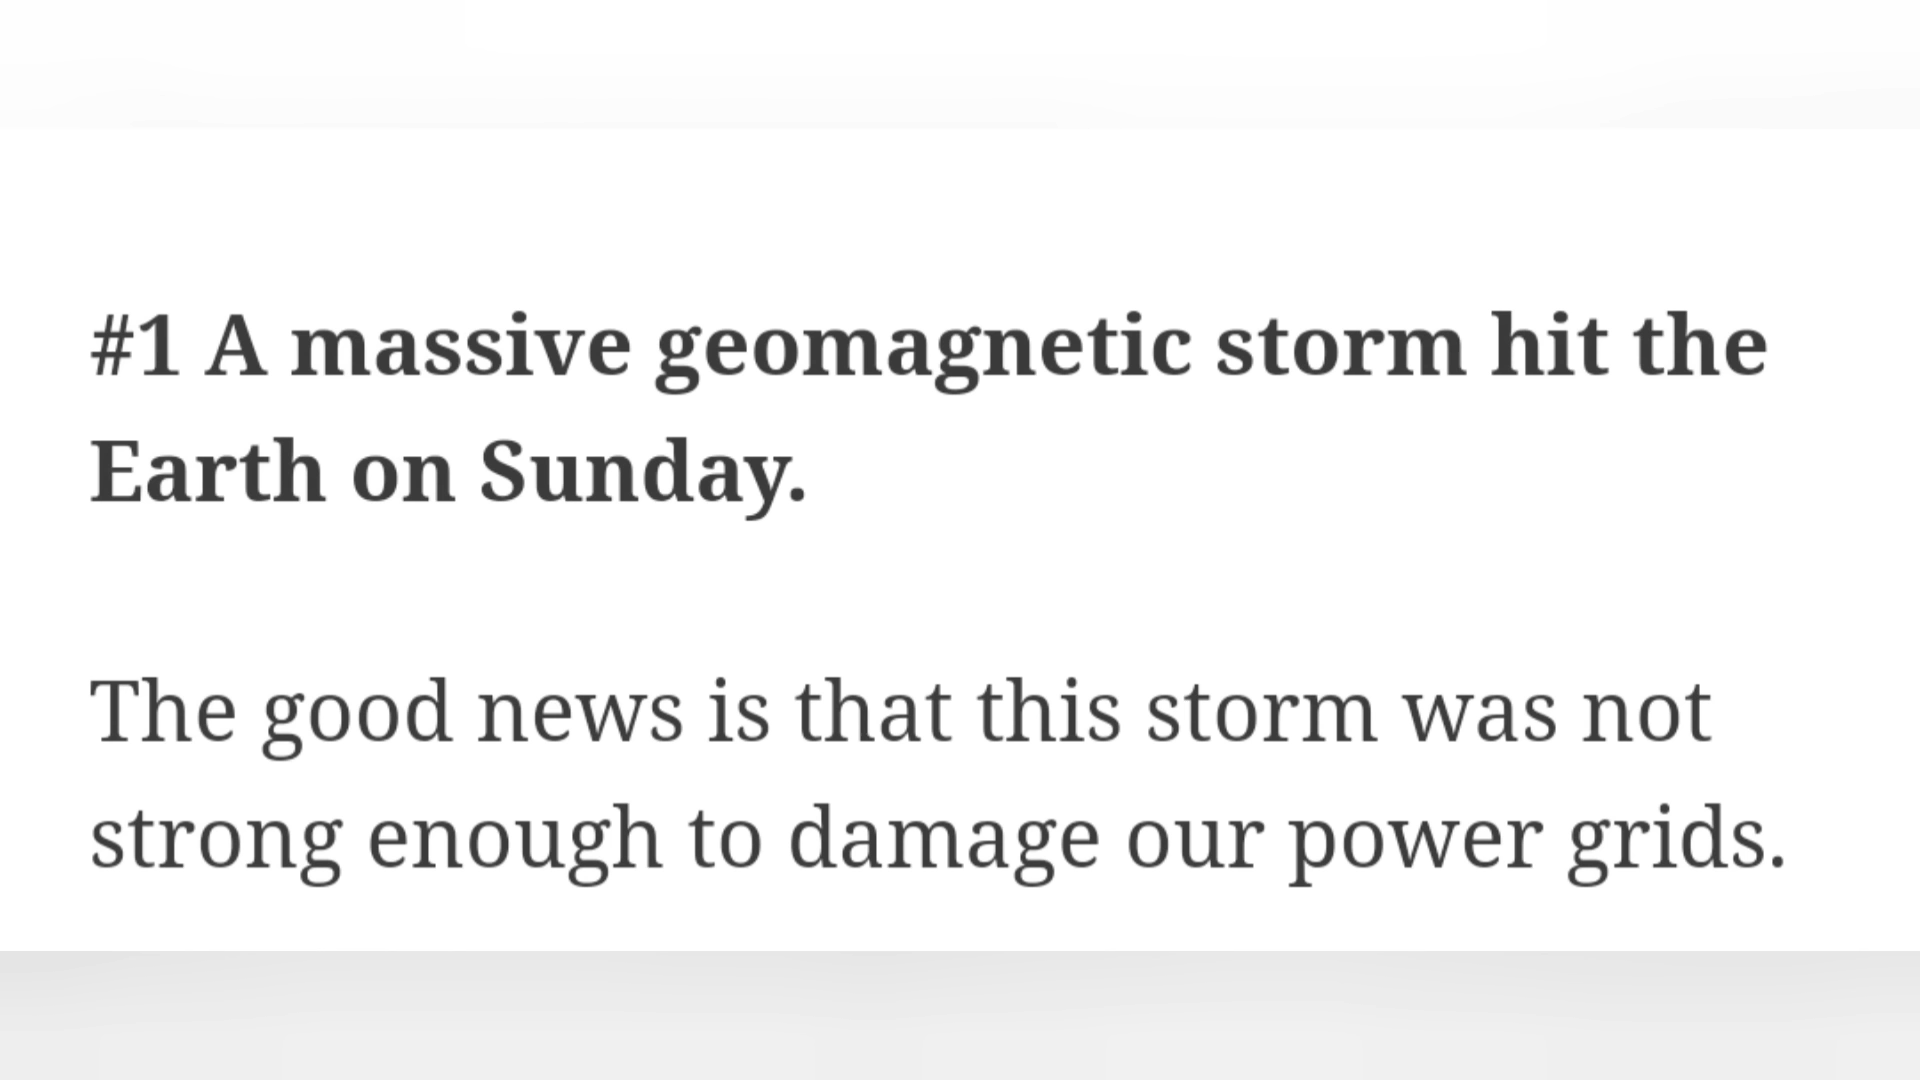 #1 A massive geomagnetic storm hit the
Earth on Sunday.
The good news is that this storm was not
strong enough to damage our power grids.